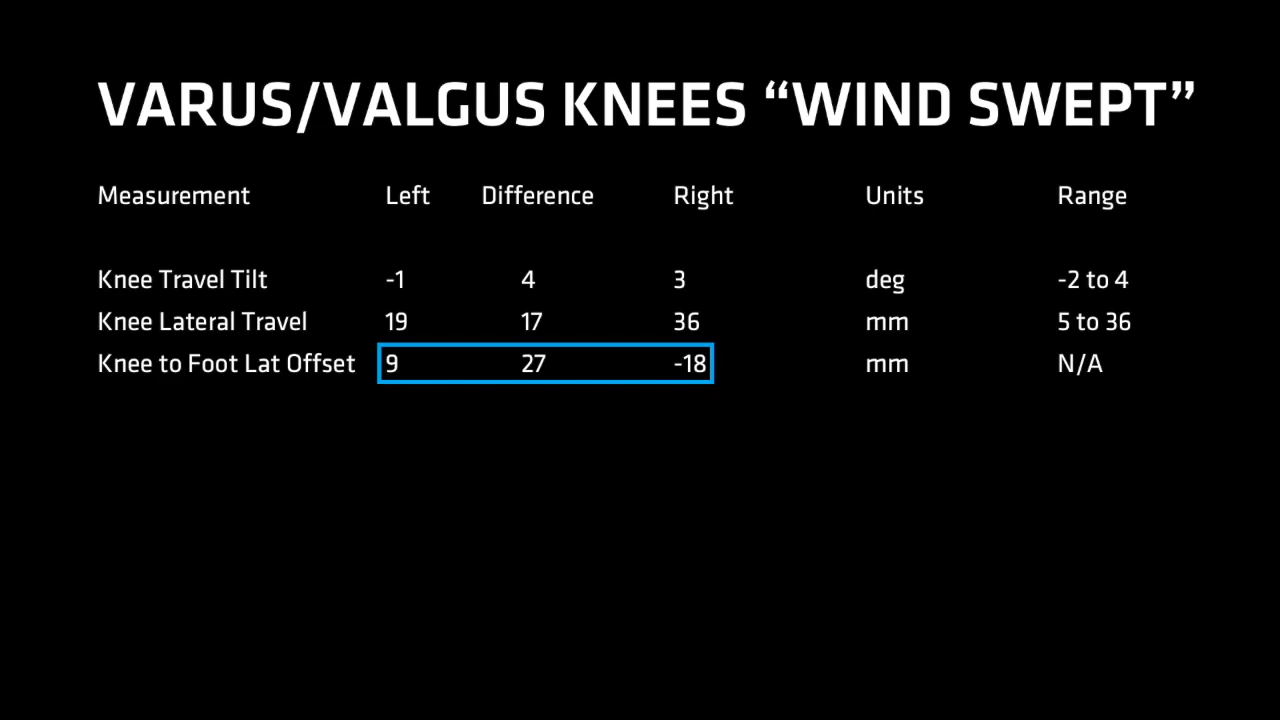 VARUS/VALGUS KNEES “WIND SWEPT”
Measurement Left Difference Right Units Range
Knee Travel Tilt -1 4 3 deg -2 to 4
Knee Lateral Travel 19 17 36 mm 5 to 36
Knee to Foot Lat Offset 9 27 -18 mm N/A